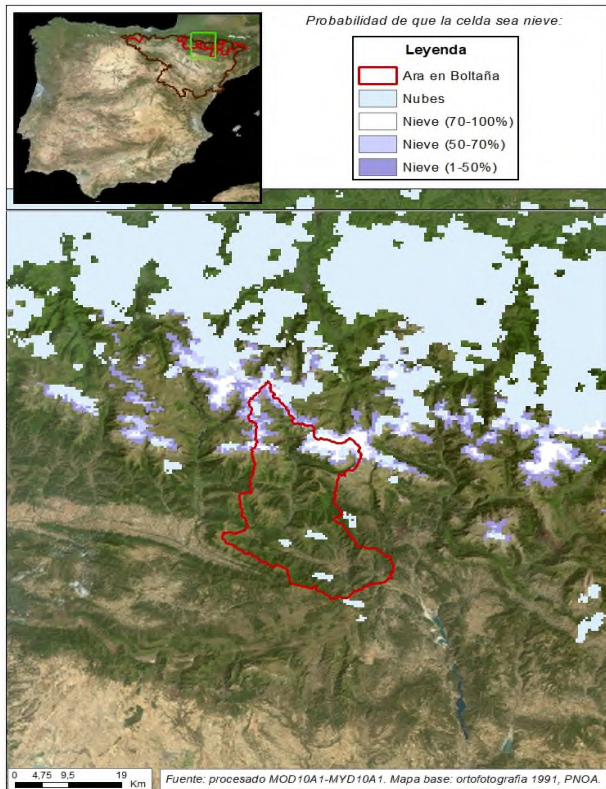 Probabilidad de que la celda sea nieve:
Leyenda
Ara en Boltaña
Nubes
Nieve (70-100%)
Nieve (50-70%)
Nieve (1-50%)
0 4,75 9,5 19
Km
Fuente: procesado MOD10A1-MYD10A1. Mapa base: ortofotografia 1991, PNOA.